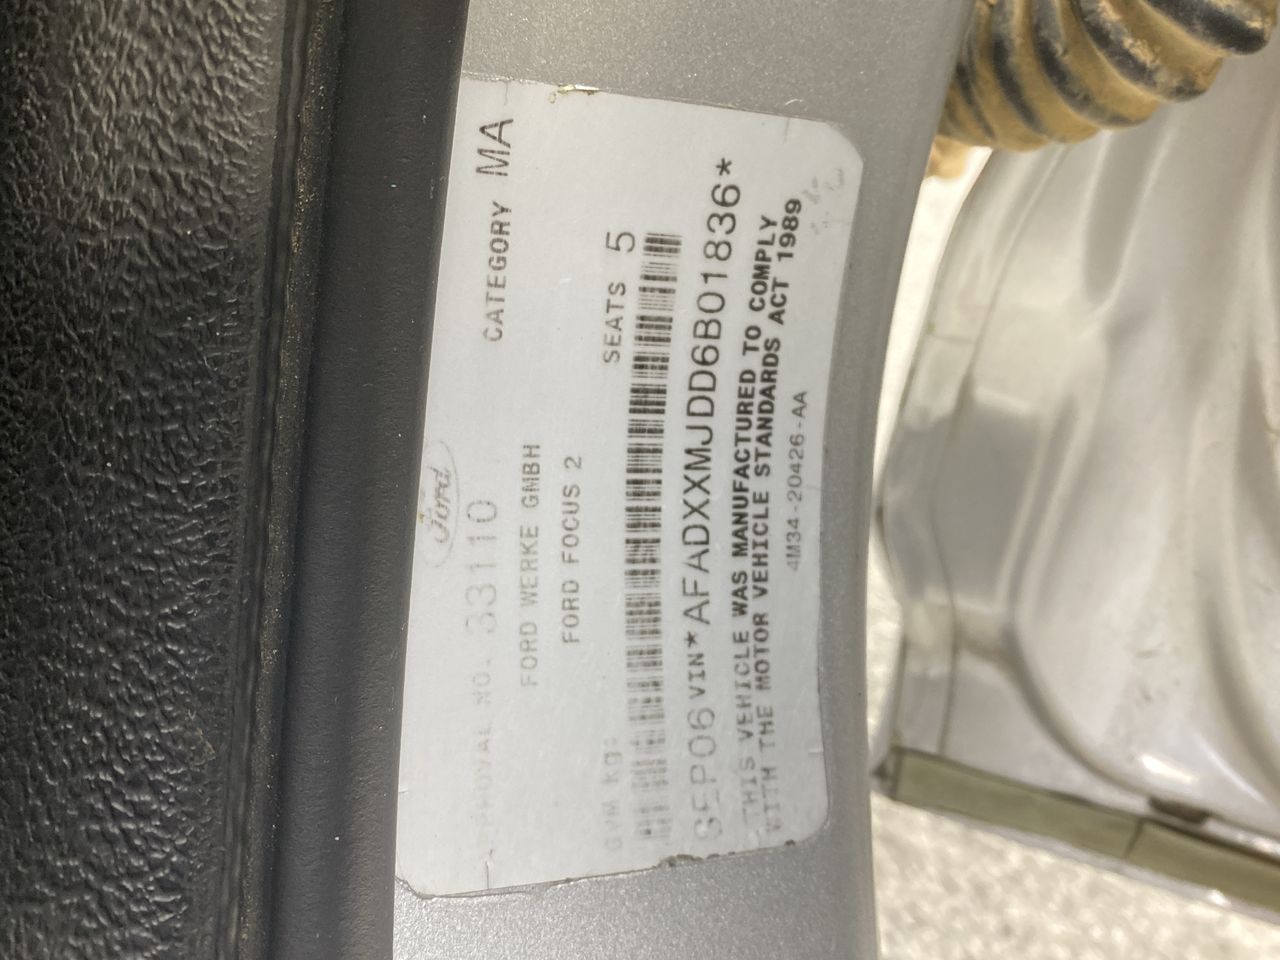 Ford
APPROVAL NO. 33110 CATEGORY MA
FORD WERKE GMBH
FORD FOCUS 2
GVM kg: SEATS 5
SEP06 VIN*AFADXXMJDD6B01836*
THIS VEHICLE WAS MANUFACTURED TO COMPLY
WITH THE MOTOR VEHICLE STANDARDS ACT 1989
4M34-20426-AA